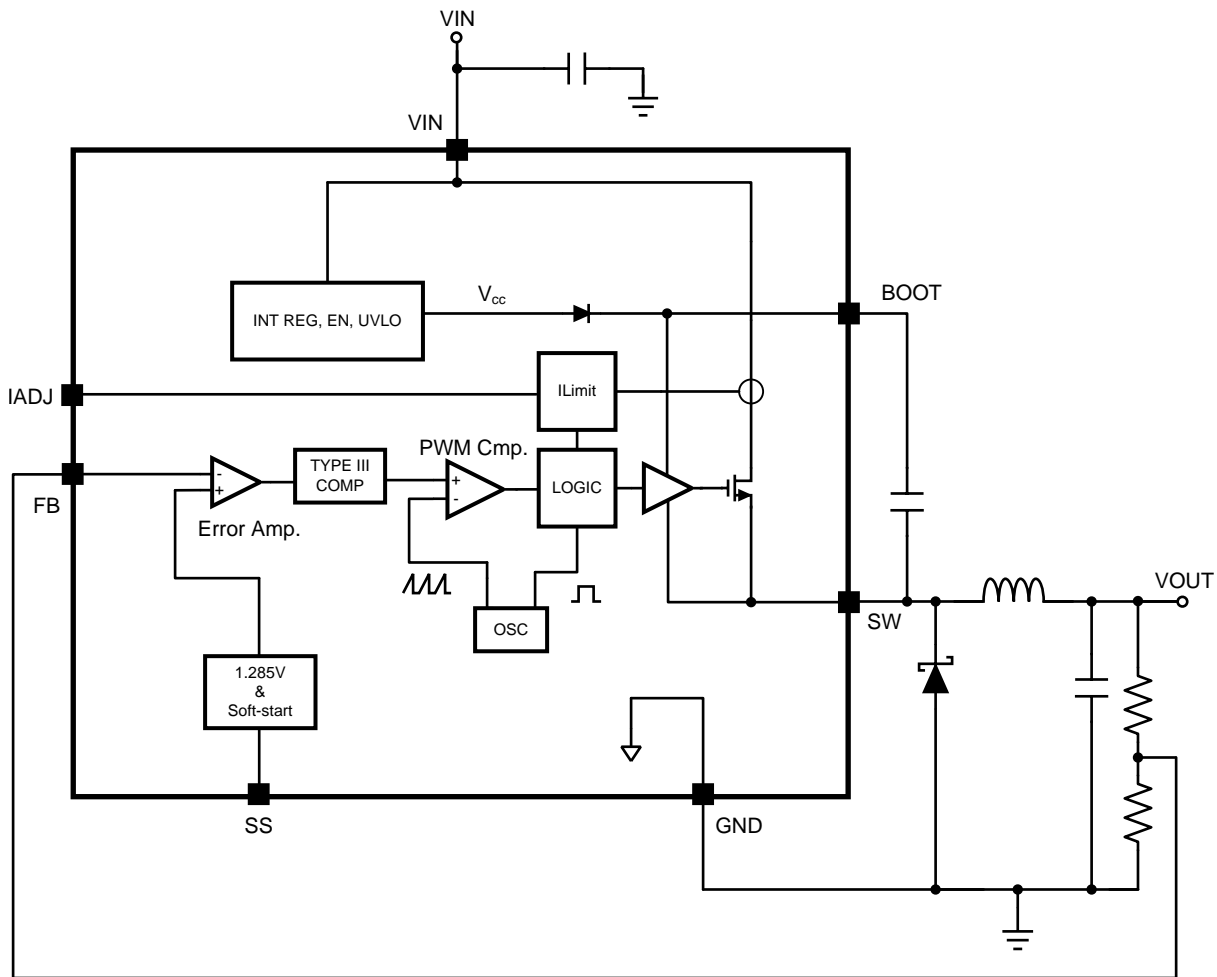 VIN
VIN
V_cc
BOOT
INT REG, EN, UVLO
IADJ
ILimit
PWM Cmp.
-
+
TYPE III
COMP
+
-
LOGIC
FB
Error Amp.
VOUT
OSC
SW
1.285V
&
Soft-start
SS
GND